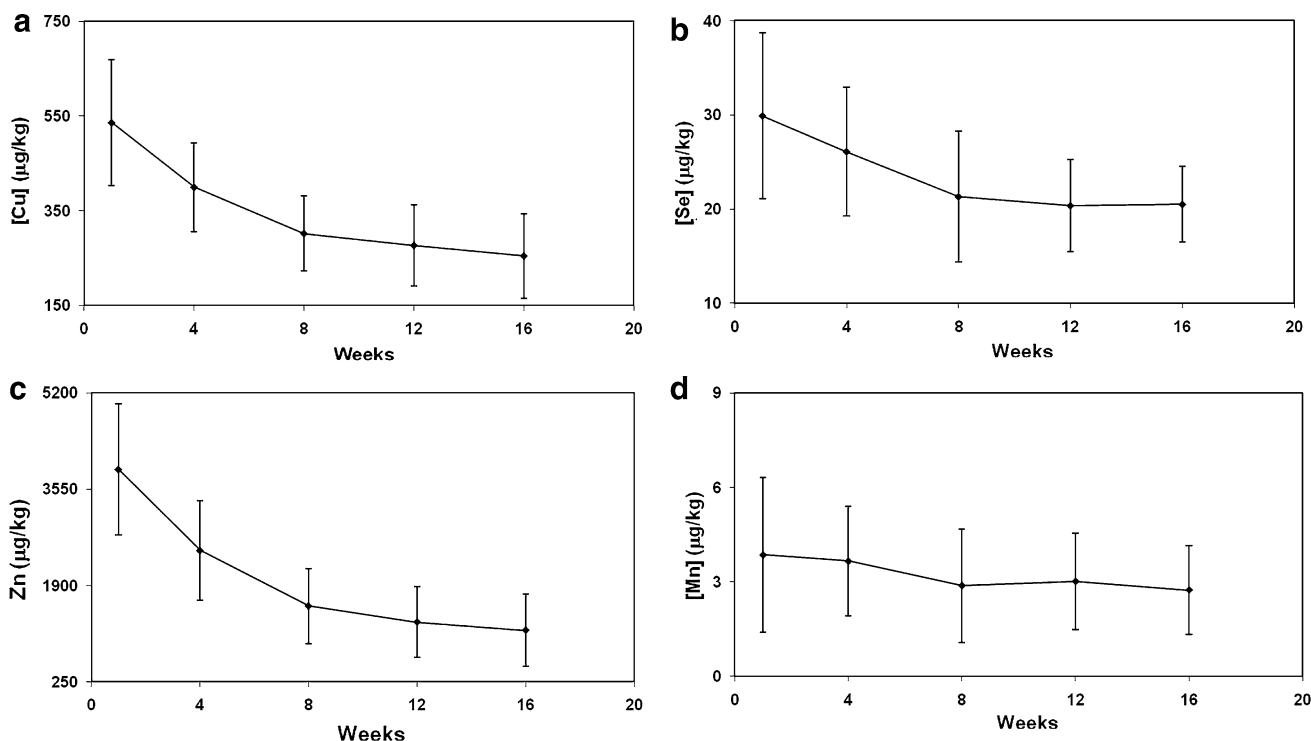 a
750
550
350
150
[Cu] (μg/kg)
0 4 8 12 16 20
Weeks
b
40
30
20
10
[Se] (μg/kg)
0 4 8 12 16 20
Weeks
c
5200
3550
1900
250
Zn (μg/kg)
0 4 8 12 16 20
Weeks
d
9
6
3
0
[Mn] (μg/kg)
0 4 8 12 16 20
Weeks